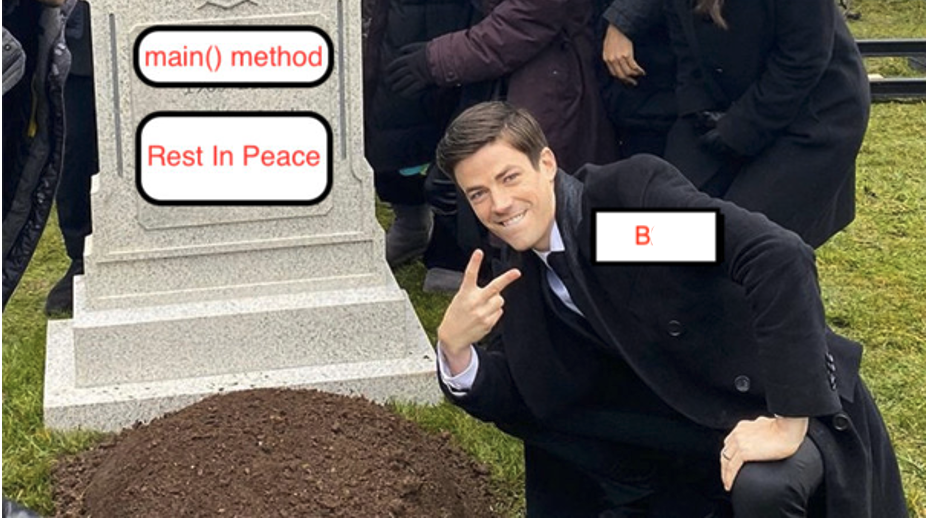 main() method
Rest In Peace
B